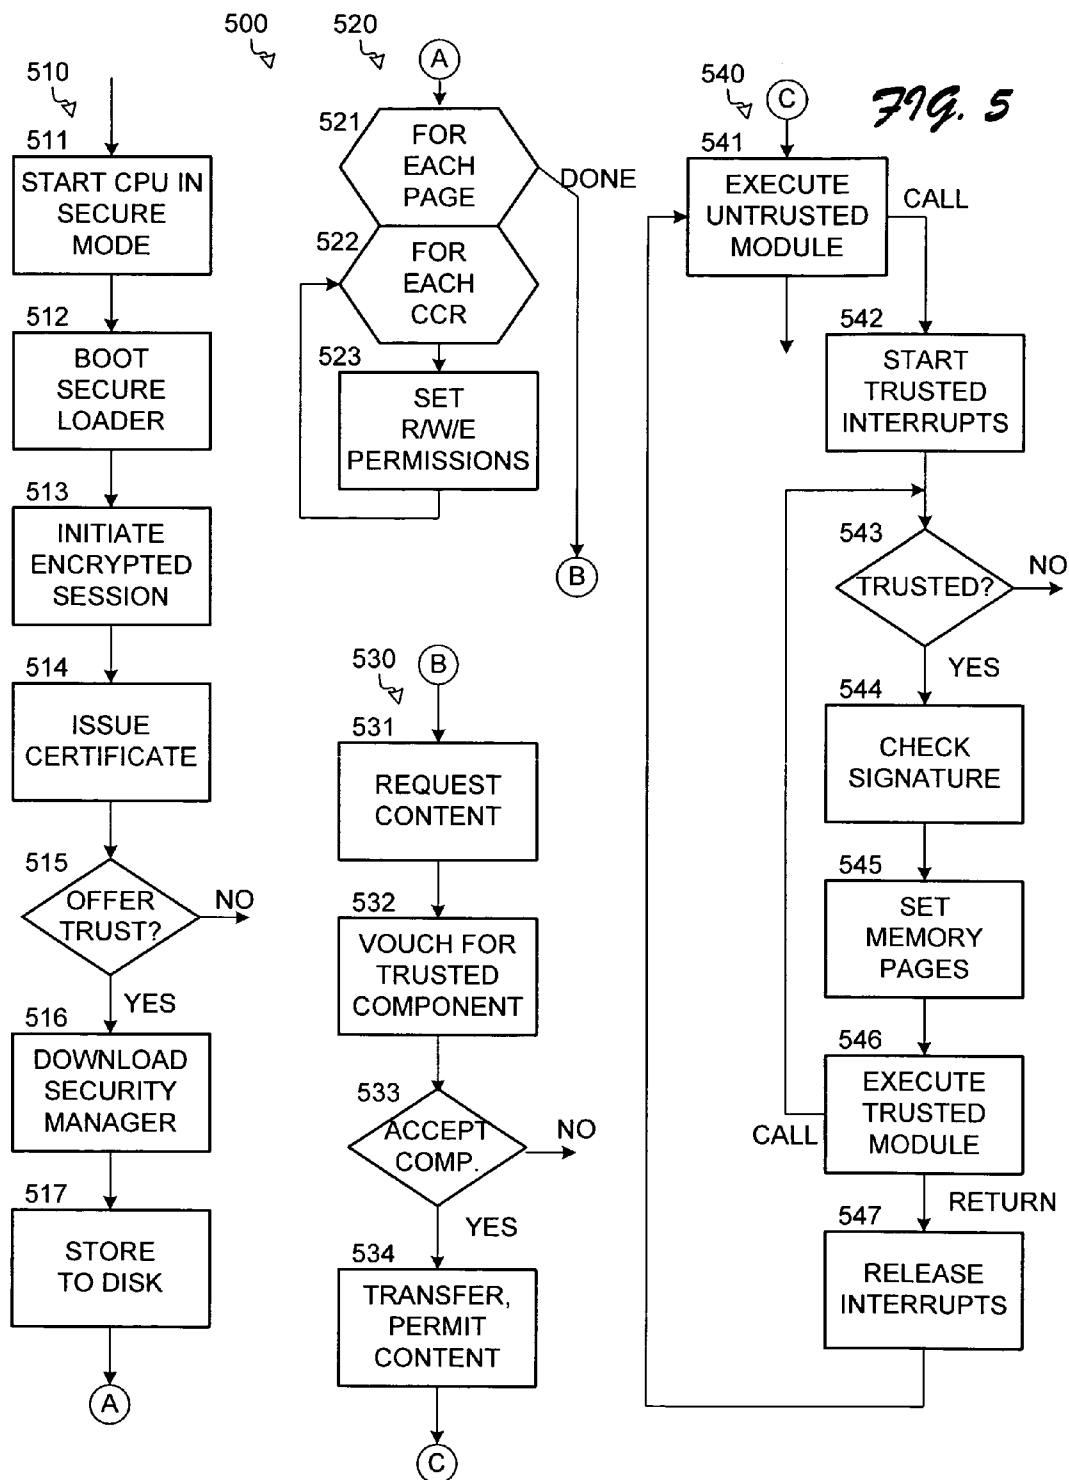 500
510
511
START CPU IN
SECURE
MODE
512
BOOT
SECURE
LOADER
513
INITIATE
ENCRYPTED
SESSION
514
ISSUE
CERTIFICATE
515
OFFER
TRUST?
NO
YES
516
DOWNLOAD
SECURITY
MANAGER
517
STORE
TO DISK
A
520
A
521
FOR
EACH
PAGE
DONE
522
FOR
EACH
CCR
523
SET
R/W/E
PERMISSIONS
B
530
B
531
REQUEST
CONTENT
532
VOUCH FOR
TRUSTED
COMPONENT
533
ACCEPT
COMP.
NO
YES
534
TRANSFER,
PERMIT
CONTENT
C
540
C
FIG. 5
541
EXECUTE
UNTRUSTED
MODULE
CALL
542
START
TRUSTED
INTERRUPTS
543
TRUSTED?
NO
YES
544
CHECK
SIGNATURE
545
SET
MEMORY
PAGES
546
EXECUTE
TRUSTED
MODULE
CALL
RETURN
547
RELEASE
INTERRUPTS